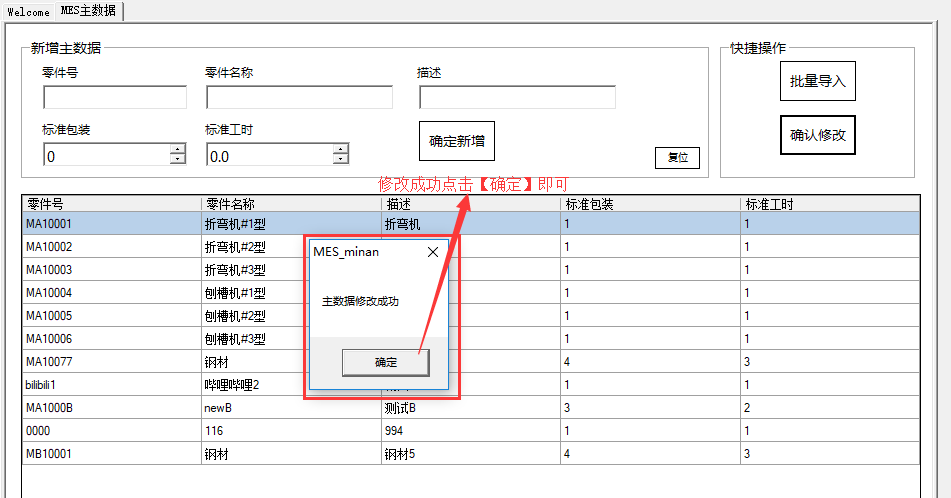 Welcome MES主数据
新增主数据 快捷操作
零件号 零件名称 描述
批量导入
标准包装 标准工时
确定新增 确认修改
0 0.0
复位
修改成功点击【确定】即可
零件号 零件名称 描述 标准包装 标准工时
MA10001 折弯机#1型 折弯机 1 1
MA10002 折弯机#2型 1 1
MA10003 折弯机#3型 1 1
MA10004 刨槽机#1型 1 1
MA10005 刨槽机#2型 1 1
MA10006 刨槽机#3型 1 1
MA10077 钢材 4 3
bilibili1 哔哩哔哩2 1 1
MA1000B newB 测试B 3 2
0000 116 994 1 1
MB10001 钢材 钢材5 4 3
MES_minan
主数据修改成功
确定